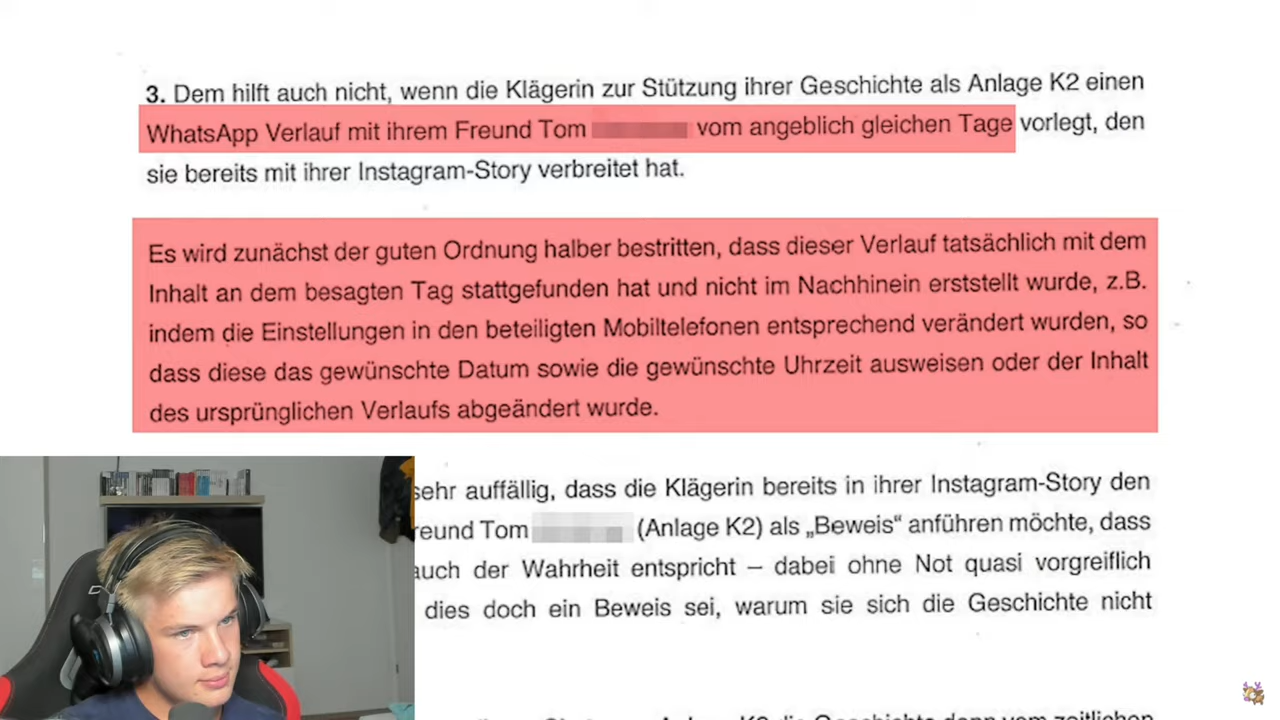 3. Dem hilft auch nicht, wenn die Klägerin zur Stützung ihrer Geschichte als Anlage K2 einen
WhatsApp Verlauf mit ihrem Freund Tom vom angeblich gleichen Tage vorlegt, den
sie bereits mit ihrer Instagram-Story verbreitet hat.
Es wird zunächst der guten Ordnung halber bestritten, dass dieser Verlauf tatsächlich mit dem
Inhalt an dem besagten Tag stattgefunden hat und nicht im Nachhinein erststellt wurde, z.B.
indem die Einstellungen in den beteiligten Mobiltelefonen entsprechend verändert wurden, so
dass diese das gewünschte Datum sowie die gewünschte Uhrzeit ausweisen oder der Inhalt
des ursprünglichen Verlaufs abgeändert wurde.
sehr auffällig, dass die Klägerin bereits in ihrer Instagram-Story den
reund Tom (Anlage K2) als „Beweis“ anführen möchte, dass
auch der Wahrheit entspricht – dabei ohne Not quasi vorgreiflich
dies doch ein Beweis sei, warum sie sich die Geschichte nicht